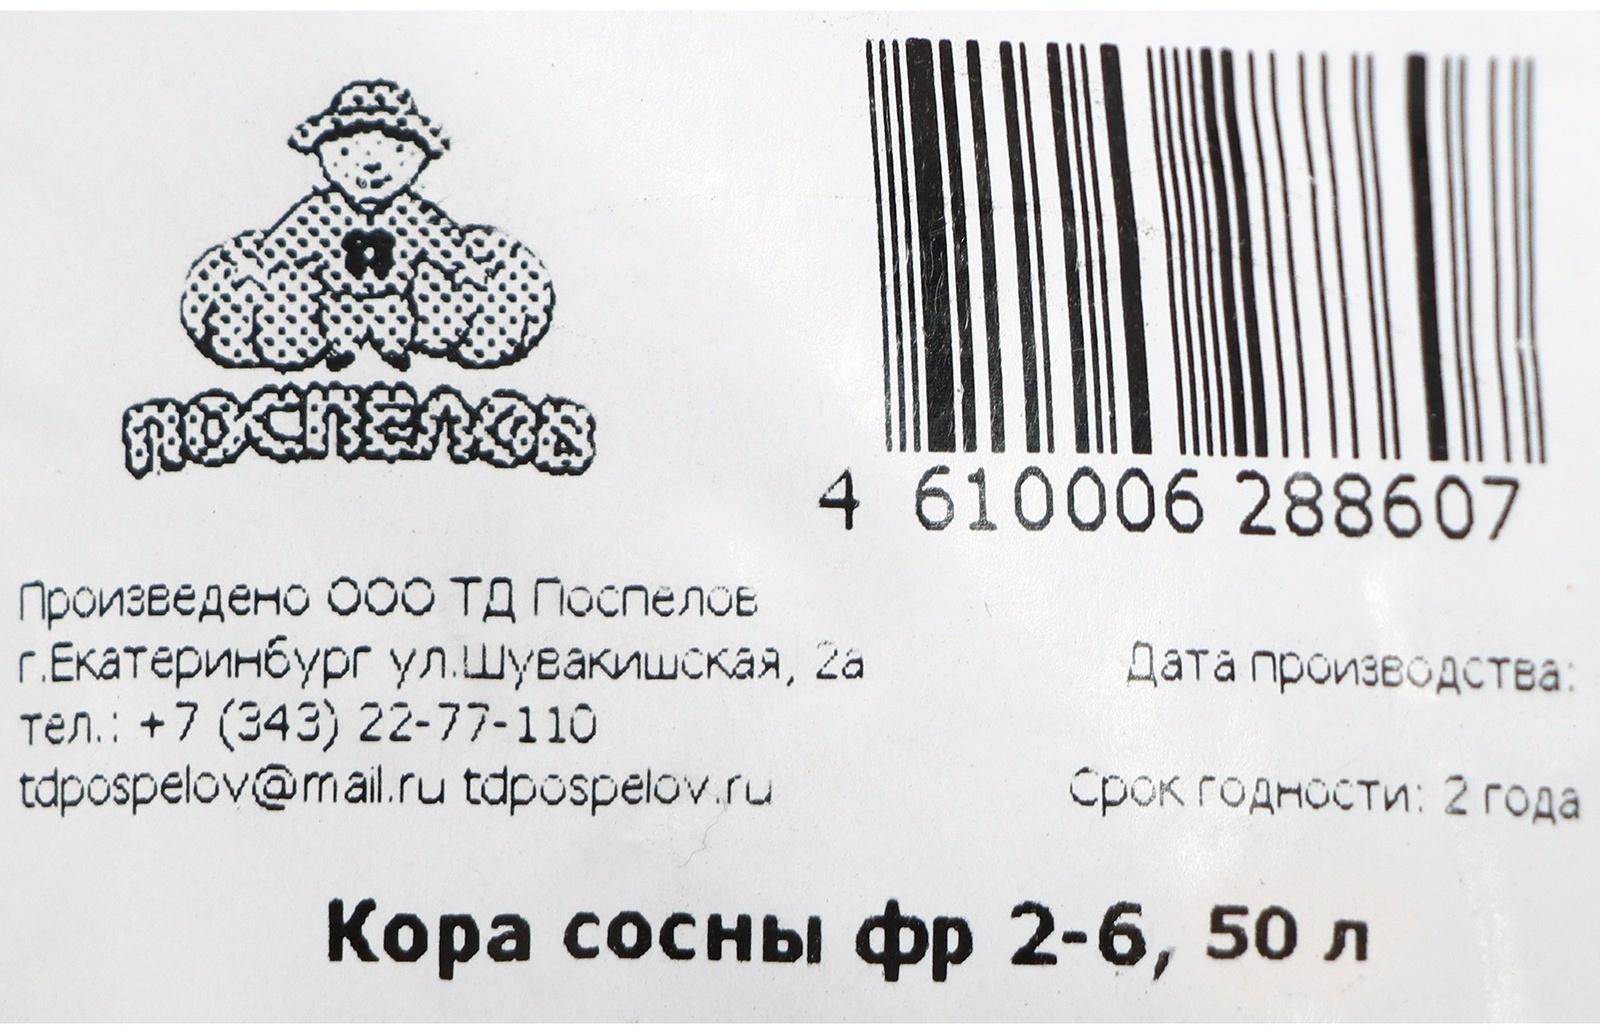 ПОСПЕЛОВ
4 610006 288607
Произведено ООО ТД Поспелов
г.Екатеринбург ул.Шувакишская, 2а
тел.: +7 (343) 22-77-110
tdpospelov@mail.ru tdpospelov.ru
Дата производства:
Срок годности: 2 года
Кора сосны фр 2-6, 50 л